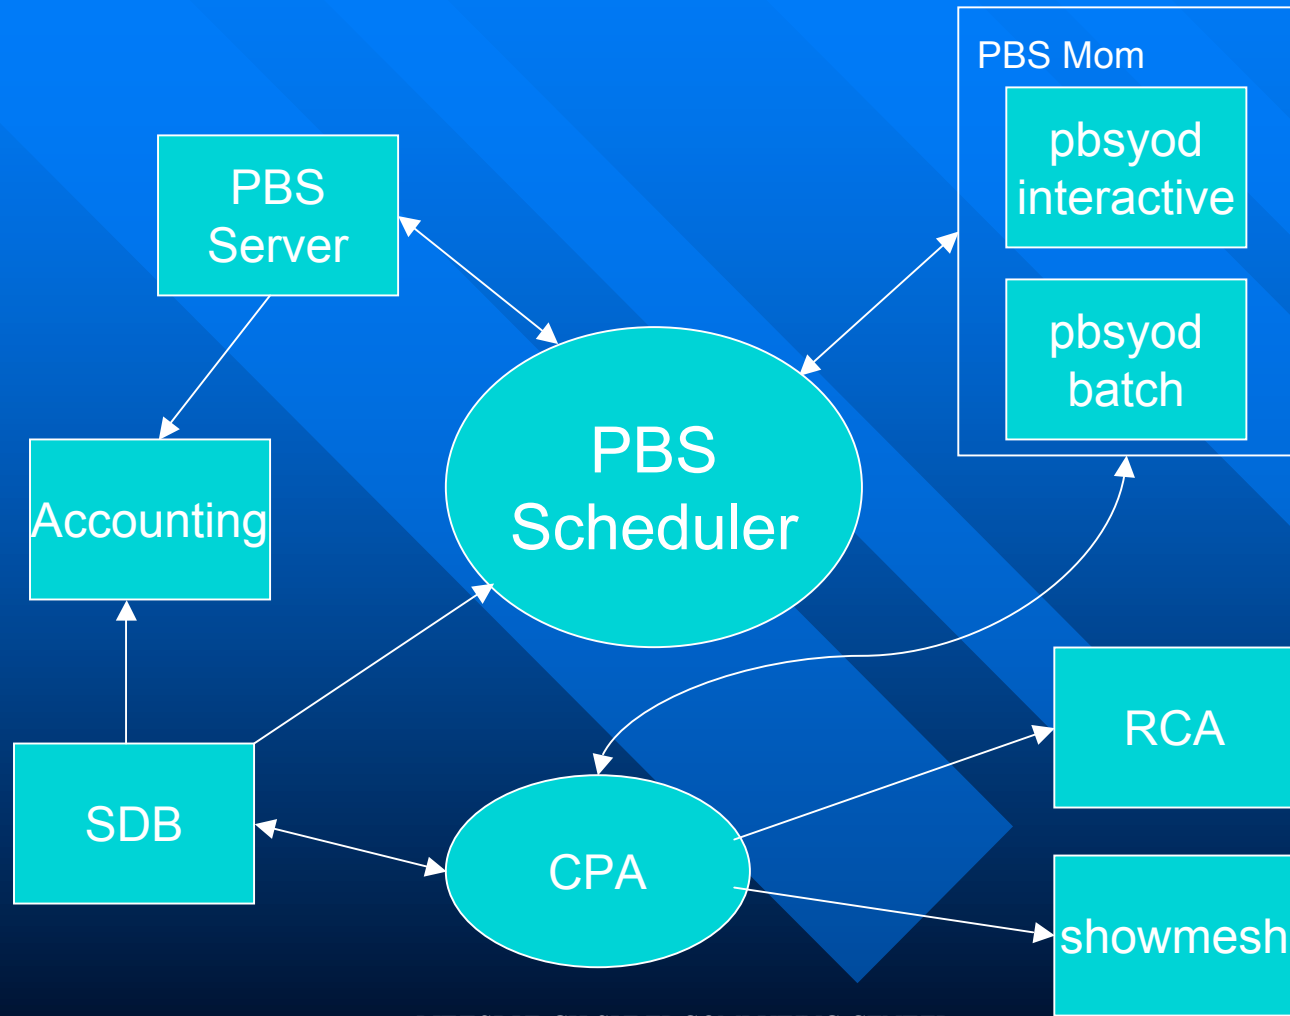 PBS Mom
pbsyod
interactive
PBS
Server
pbsyod
batch
PBS
Scheduler
Accounting
RCA
SDB
CPA
showmesh